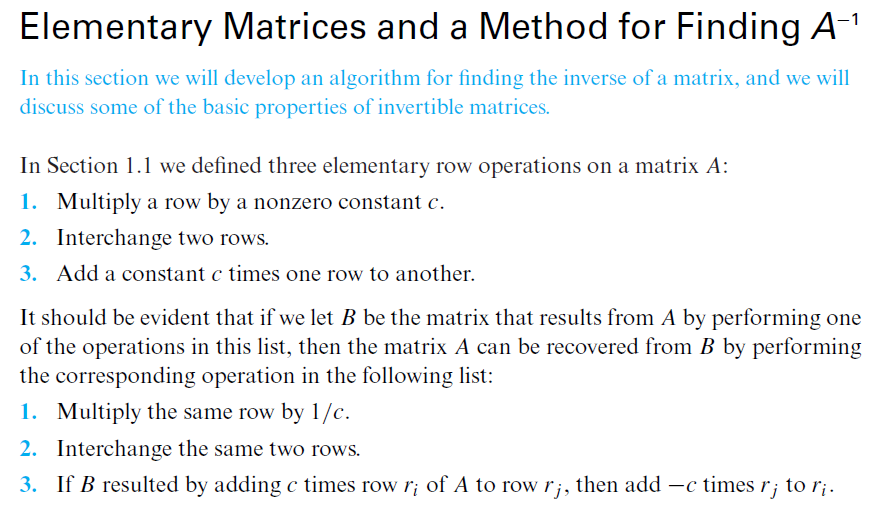 Elementary Matrices and a Method for Finding A⁻¹
In this section we will develop an algorithm for finding the inverse of a matrix, and we will
discuss some of the basic properties of invertible matrices.
In Section 1.1 we defined three elementary row operations on a matrix A:
1. Multiply a row by a nonzero constant c.
2. Interchange two rows.
3. Add a constant c times one row to another.
It should be evident that if we let B be the matrix that results from A by performing one
of the operations in this list, then the matrix A can be recovered from B by performing
the corresponding operation in the following list:
1. Multiply the same row by 1/c.
2. Interchange the same two rows.
3. If B resulted by adding c times row rᵢ of A to row rⱼ, then add −c times rⱼ to rᵢ.